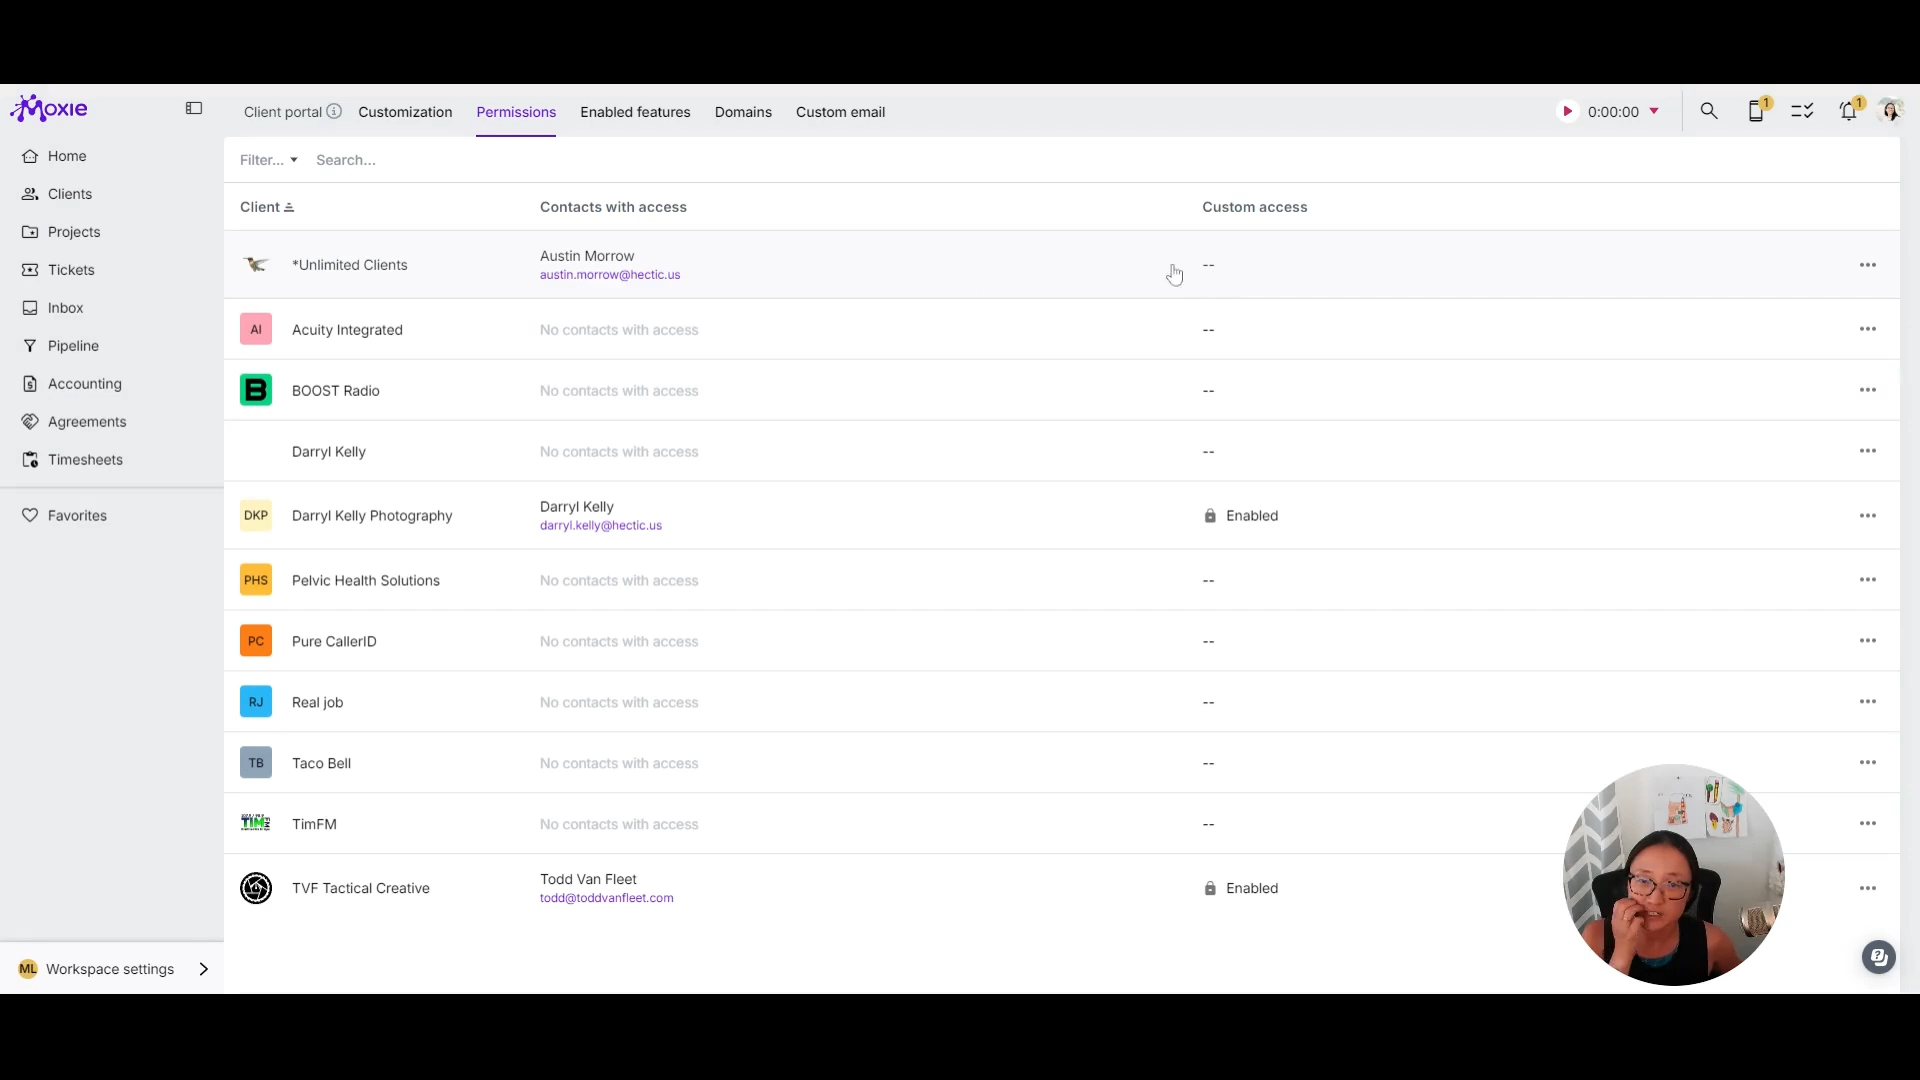 Moxie
Client portal Customization Permissions Enabled features Domains Custom email
0:00:00 1 1
Home
Clients
Projects
Tickets
Inbox
Pipeline
Accounting
Agreements
Timesheets
Favorites
ML Workspace settings
Filter... Search...
Client Contacts with access Custom access
*Unlimited Clients Austin Morrow --
austin.morrow@hectic.us
AI Acuity Integrated No contacts with access --
B BOOST Radio No contacts with access --
Darryl Kelly No contacts with access --
DKP Darryl Kelly Photography Darryl Kelly Enabled
darryl.kelly@hectic.us
PHS Pelvic Health Solutions No contacts with access --
PC Pure CallerID No contacts with access --
RJ Real job No contacts with access --
TB Taco Bell No contacts with access --
TIM FM TimFM No contacts with access --
TVF Tactical Creative Todd Van Fleet Enabled
todd@toddvanfleet.com